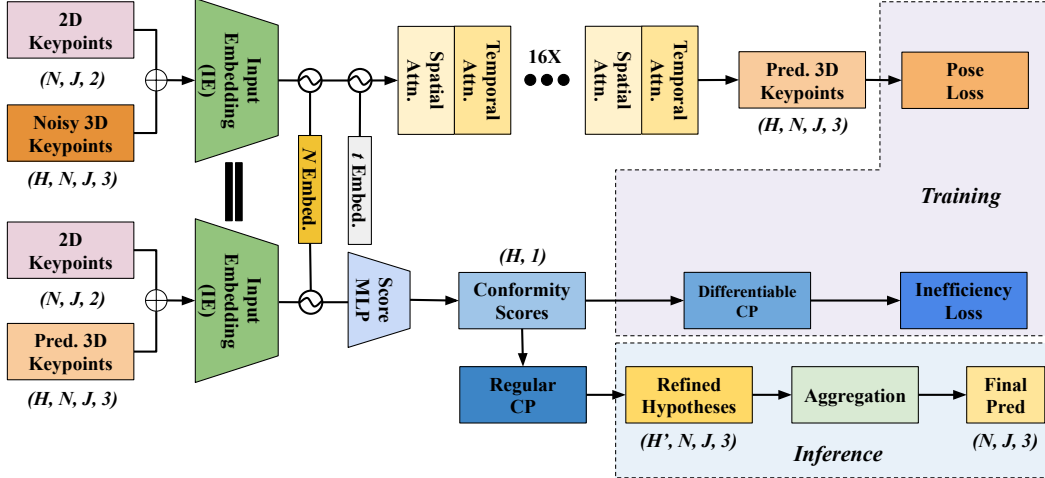 2D
Keypoints
(N, J, 2)
Noisy 3D
Keypoints
(H, N, J, 3)
Input
Embedding
(IE)
N Embed.
t Embed.
Spatial
Attn.
Temporal
Attn.
16X
Spatial
Attn.
Temporal
Attn.
Pred. 3D
Keypoints
(H, N, J, 3)
Pose
Loss
Training
2D
Keypoints
(N, J, 2)
Pred. 3D
Keypoints
(H, N, J, 3)
Input
Embedding
(IE)
Score
MLP
(H, 1)
Conformity
Scores
Differentiable
CP
Inefficiency
Loss
Regular
CP
Refined
Hypotheses
(H’, N, J, 3)
Aggregation
Final
Pred
(N, J, 3)
Inference